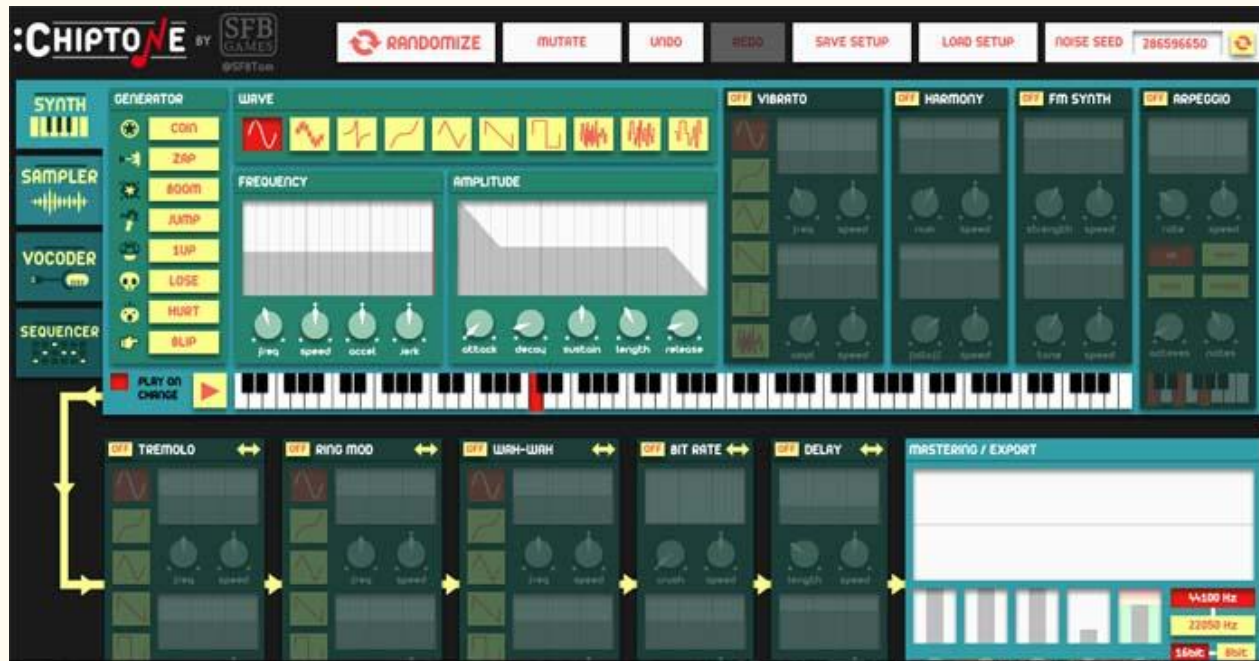 :CHIPTONE BY SFB GAMES
@SFBTom
RANDOMIZE
MUTATE
UNDO
REDO
SAVE SETUP
LOAD SETUP
NOISE SEED 286596650
SYNTH
SAMPLER
VOCODER
SEQUENCER
GENERATOR
COIN
ZAP
BOOM
JUMP
1UP
LOSE
HURT
BLIP
PLAY ON
CHANGE
WAVE
FREQUENCY
freq speed accel jerk
AMPLITUDE
attack decay sustain length release
OFF VIBRATO
freq speed
ampl speed
OFF HARMONY
num speed
speed
OFF FM SYNTH
strength speed
tone speed
OFF ARPEGGIO
rate speed
octaves notes
OFF TREMOLO
freq speed
OFF RING MOD
freq speed
OFF WAH-WAH
freq speed
OFF BIT RATE
crush speed
OFF DELAY
length speed
MASTERING / EXPORT
44100 Hz
22050 Hz
16bit 8bit